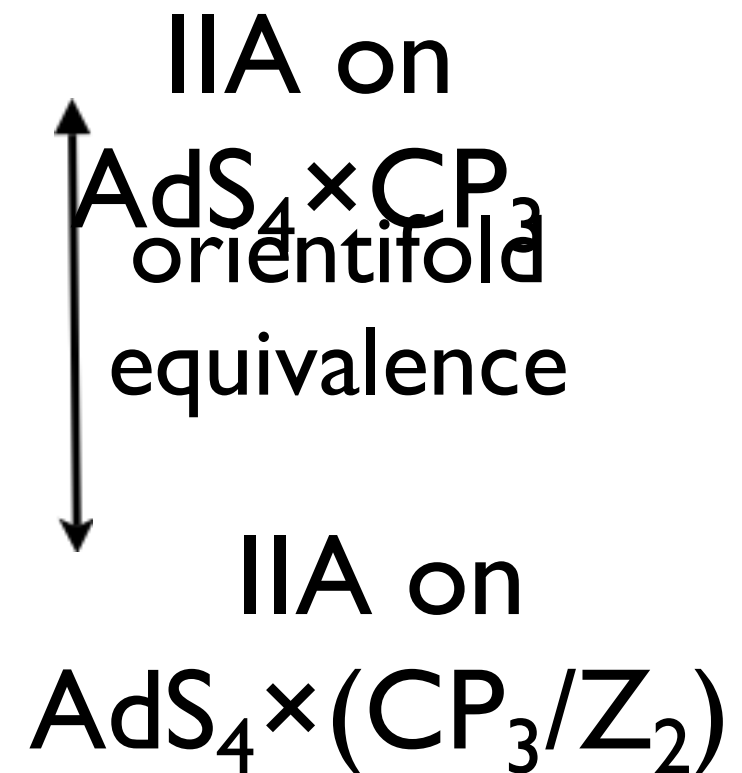 IIA on
AdS₄×CP₃
orientifold
equivalence
IIA on
AdS₄×(CP₃/Z₂)